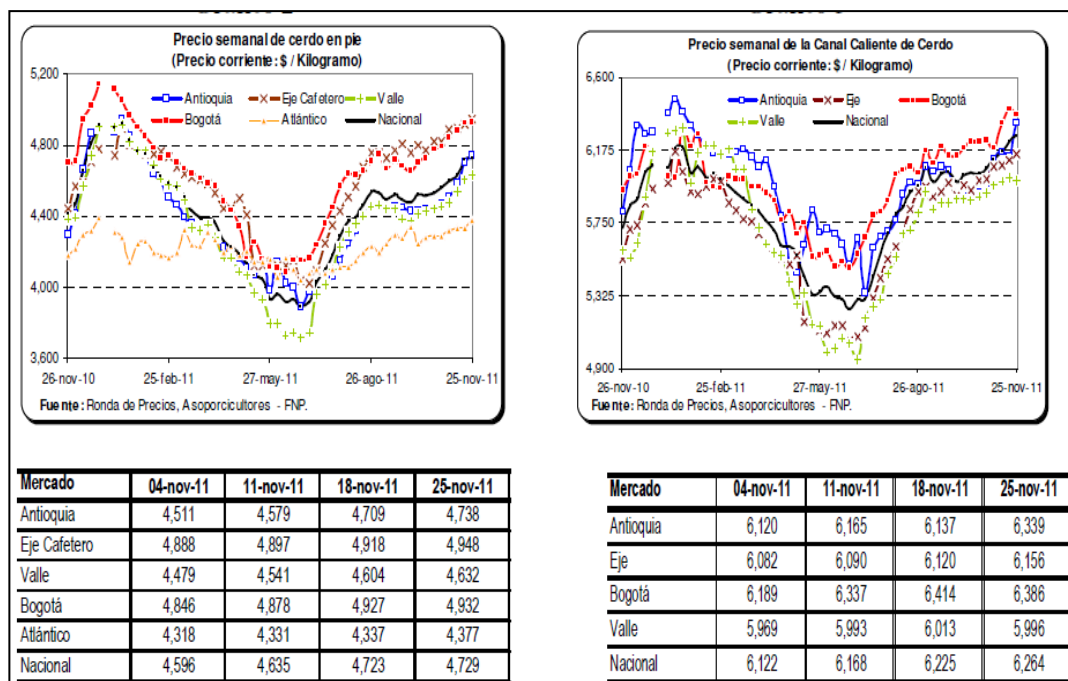 Precio semanal de cerdo en pie
(Precio corriente: $ / Kilogramo)
5,200
4,800
4,400
4,000
3,600
Antioquia Eje Cafetero Valle
Bogotá Atlántico Nacional
26-nov-10 25-feb-11 27-may-11 26-ago-11 25-nov-11
Fuente: Ronda de Precios, Asoporcicultores - FNP.
Precio semanal de la Canal Caliente de Cerdo
(Precio corriente: $ / Kilogramo)
6,600
6,175
5,750
5,325
4,900
Antioquia Eje Bogotá
Valle Nacional
26-nov-10 25-feb-11 27-may-11 26-ago-11 25-nov-11
Fuente: Ronda de Precios, Asoporcicultores - FNP.
Mercado 04-nov-11 11-nov-11 18-nov-11 25-nov-11
Antioquia 4,511 4,579 4,709 4,738
Eje Cafetero 4,888 4,897 4,918 4,948
Valle 4,479 4,541 4,604 4,632
Bogotá 4,846 4,878 4,927 4,932
Atlántico 4,318 4,331 4,337 4,377
Nacional 4,596 4,635 4,723 4,729
Mercado 04-nov-11 11-nov-11 18-nov-11 25-nov-11
Antioquia 6,120 6,165 6,137 6,339
Eje 6,082 6,090 6,120 6,156
Bogotá 6,189 6,337 6,414 6,386
Valle 5,969 5,993 6,013 5,996
Nacional 6,122 6,168 6,225 6,264